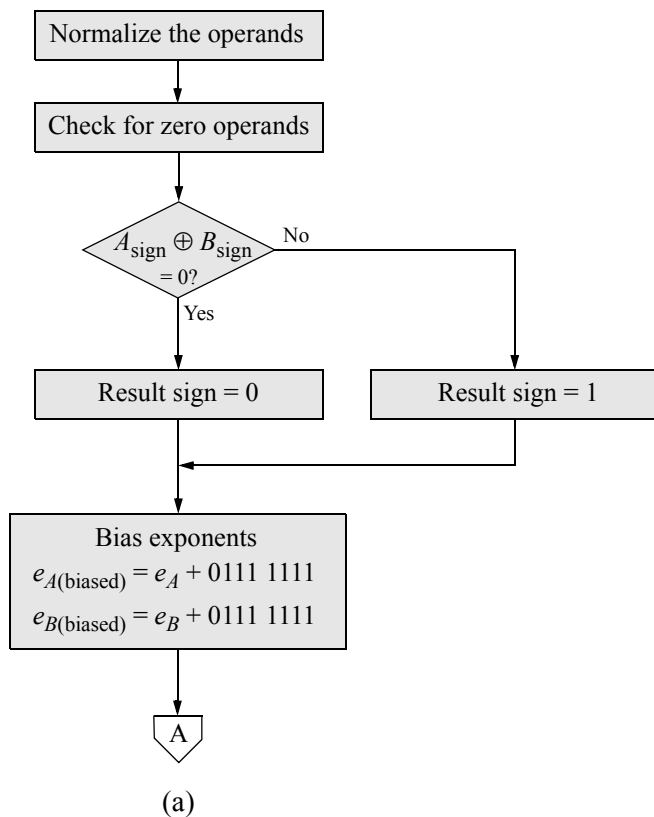 Normalize the operands
Check for zero operands
A_sign ⊕ B_sign
= 0?
No
Yes
Result sign = 0
Result sign = 1
Bias exponents
e_A(biased) = e_A + 0111 1111
e_B(biased) = e_B + 0111 1111
A
(a)